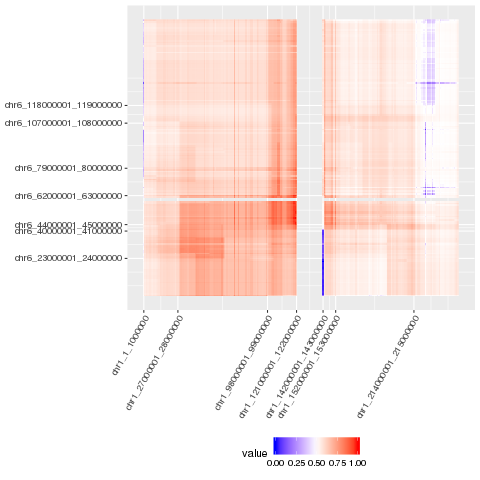 chr6_118000001_119000000
chr6_107000001_108000000
chr6_79000001_80000000
chr6_62000001_63000000
chr6_44000001_45000000
chr6_40000001_41000000
chr6_23000001_24000000
chr1_1_1000000
chr1_27000001_28000000
chr1_98000001_99000000
chr1_121000001_122000000
chr1_142000001_143000000
chr1_152000001_153000000
chr1_214000001_215000000
value
0.00 0.25 0.50 0.75 1.00